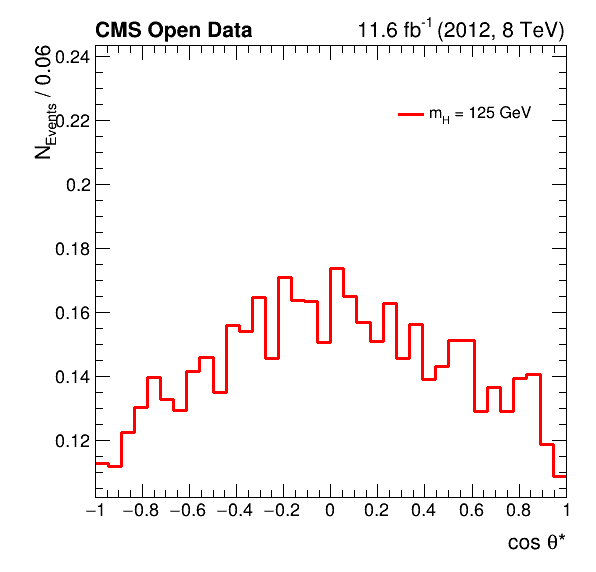 CMS Open Data
11.6 fb⁻¹ (2012, 8 TeV)
N_Events / 0.06
m_H = 125 GeV
0.24
0.22
0.2
0.18
0.16
0.14
0.12
−1 −0.8 −0.6 −0.4 −0.2 0 0.2 0.4 0.6 0.8 1
cos θ*